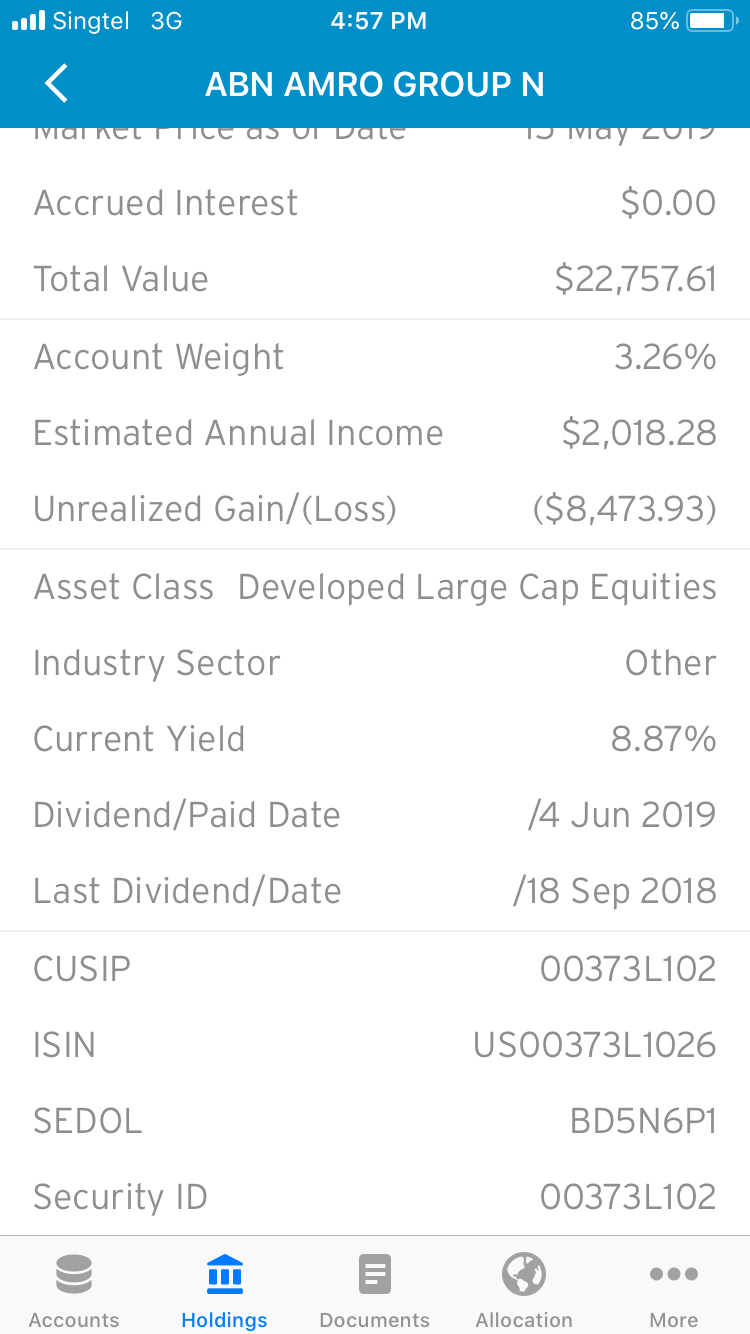 Singtel 3G 4:57 PM 85%
ABN AMRO GROUP N
Market Price as of Date 15 May 2019
Accrued Interest $0.00
Total Value $22,757.61
Account Weight 3.26%
Estimated Annual Income $2,018.28
Unrealized Gain/(Loss) ($8,473.93)
Asset Class Developed Large Cap Equities
Industry Sector Other
Current Yield 8.87%
Dividend/Paid Date /4 Jun 2019
Last Dividend/Date /18 Sep 2018
CUSIP 00373L102
ISIN US00373L1026
SEDOL BD5N6P1
Security ID 00373L102
Accounts Holdings Documents Allocation More